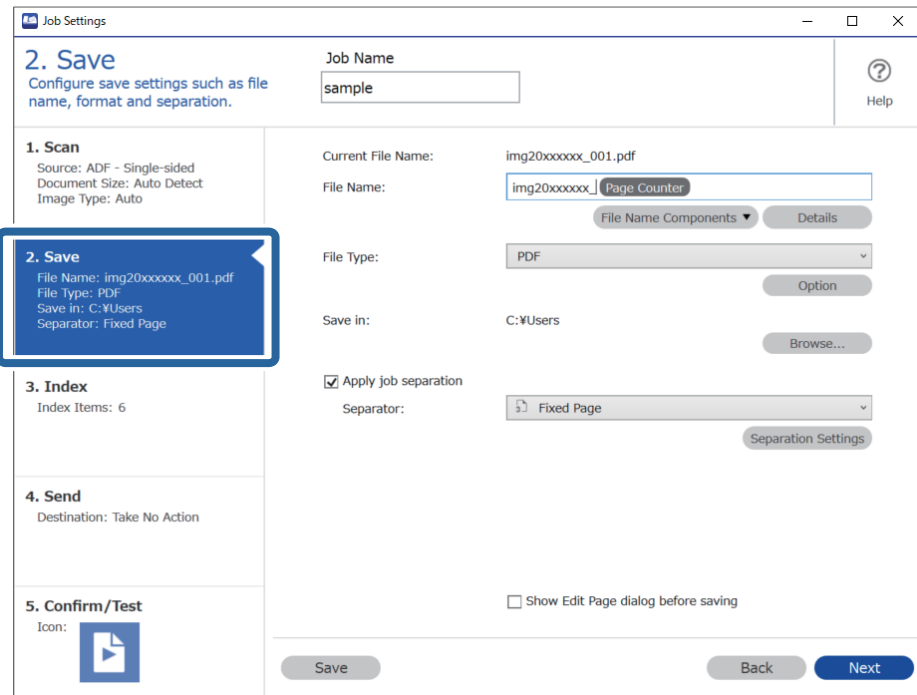 Job Settings
2. Save
Configure save settings such as file
name, format and separation.
Job Name
sample
Help
1. Scan
Source: ADF - Single-sided
Document Size: Auto Detect
Image Type: Auto
2. Save
File Name: img20xxxxxx_001.pdf
File Type: PDF
Save in: C:¥Users
Separator: Fixed Page
3. Index
Index Items: 6
4. Send
Destination: Take No Action
5. Confirm/Test
Icon:
Current File Name: img20xxxxxx_001.pdf
File Name: img20xxxxxx_ Page Counter
File Name Components ▼ Details
File Type: PDF
Option
Save in: C:¥Users
Browse...
Apply job separation
Separator: Fixed Page
Separation Settings
Show Edit Page dialog before saving
Save Back Next